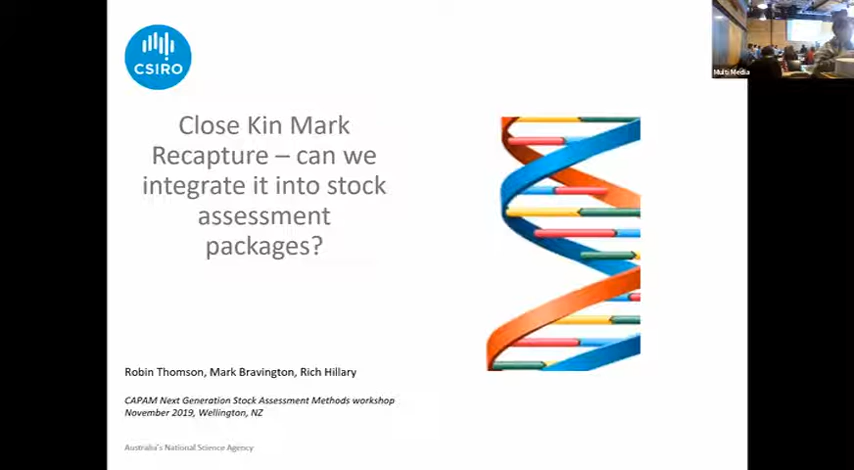 CSIRO
Close Kin Mark
Recapture – can we
integrate it into stock
assessment
packages?
Robin Thomson, Mark Bravington, Rich Hillary
CAPAM Next Generation Stock Assessment Methods workshop
November 2019, Wellington, NZ
Australia's National Science Agency
Multi Media